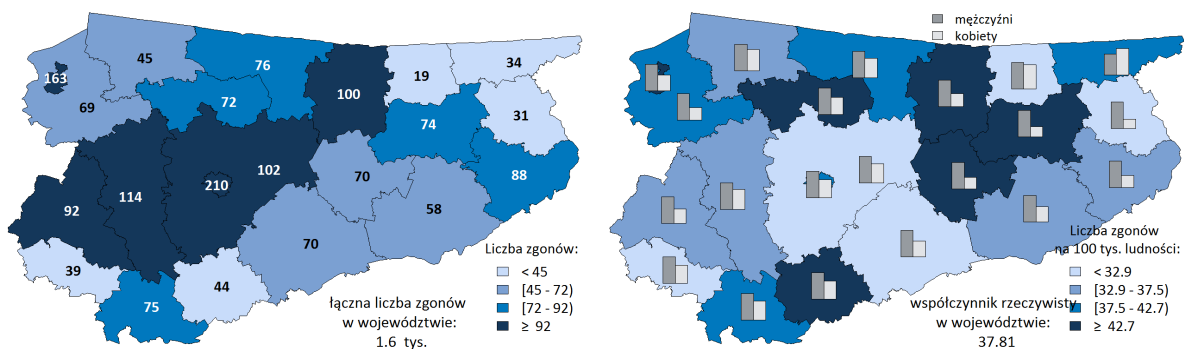 45
76
163
72
69
100
19
34
74
31
102
210
70
88
114
92
58
70
39
44
75
Liczba zgonów:
< 45
[45 - 72)
[72 - 92)
≥ 92
łączna liczba zgonów
w województwie:
1.6 tys.
mężczyźni
kobiety
Liczba zgonów
na 100 tys. ludności:
< 32.9
[32.9 - 37.5)
[37.5 - 42.7)
≥ 42.7
współczynnik rzeczywisty
w województwie:
37.81